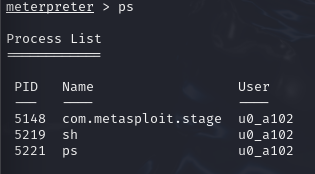 meterpreter > ps
Process List
============
PID Name User
--- ---- ----
5148 com.metasploit.stage u0_a102
5219 sh u0_a102
5221 ps u0_a102